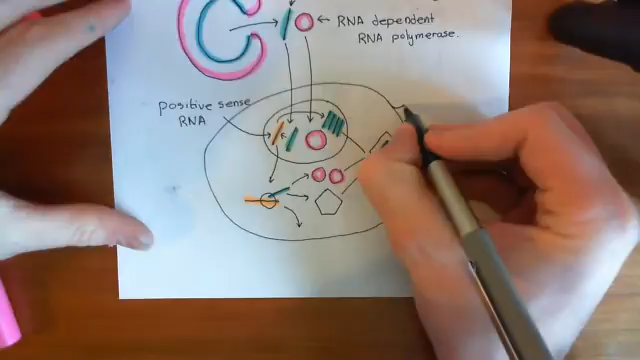 RNA dependent
RNA polymerase.
positive sense
RNA